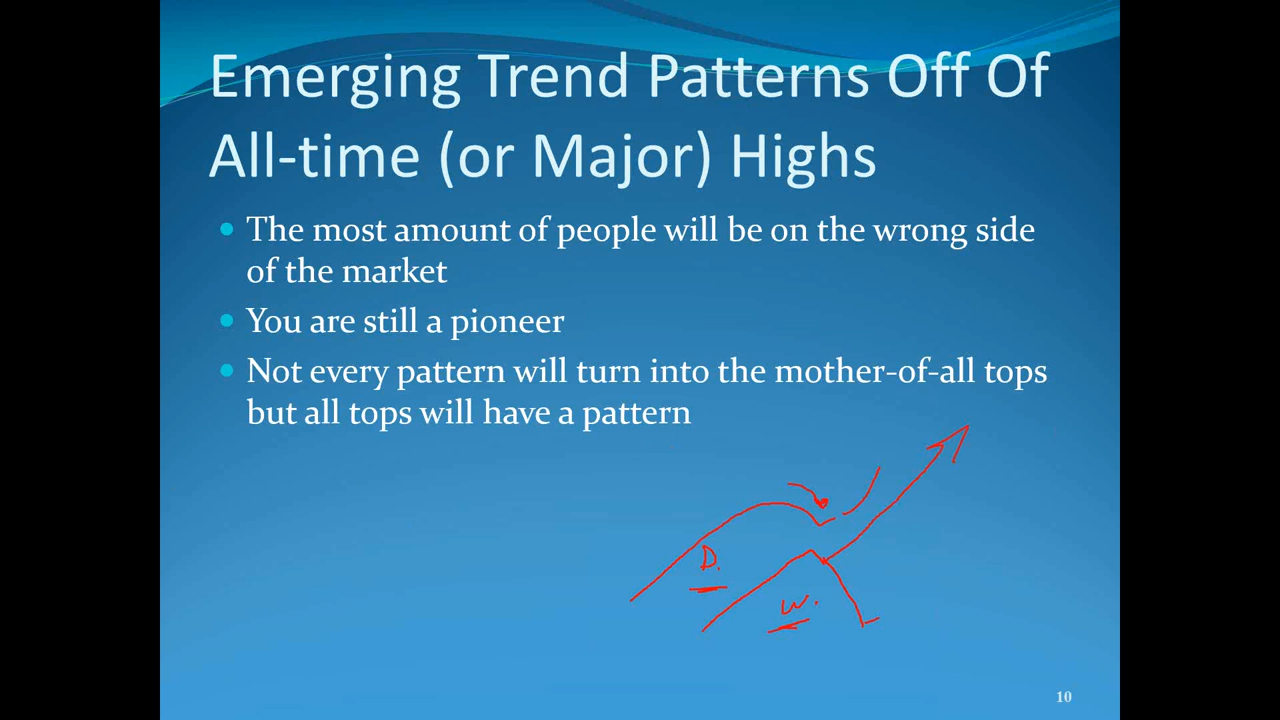 Emerging Trend Patterns Off Of
All-time (or Major) Highs
The most amount of people will be on the wrong side
of the market
You are still a pioneer
Not every pattern will turn into the mother-of-all tops
but all tops will have a pattern
D.
W.
10